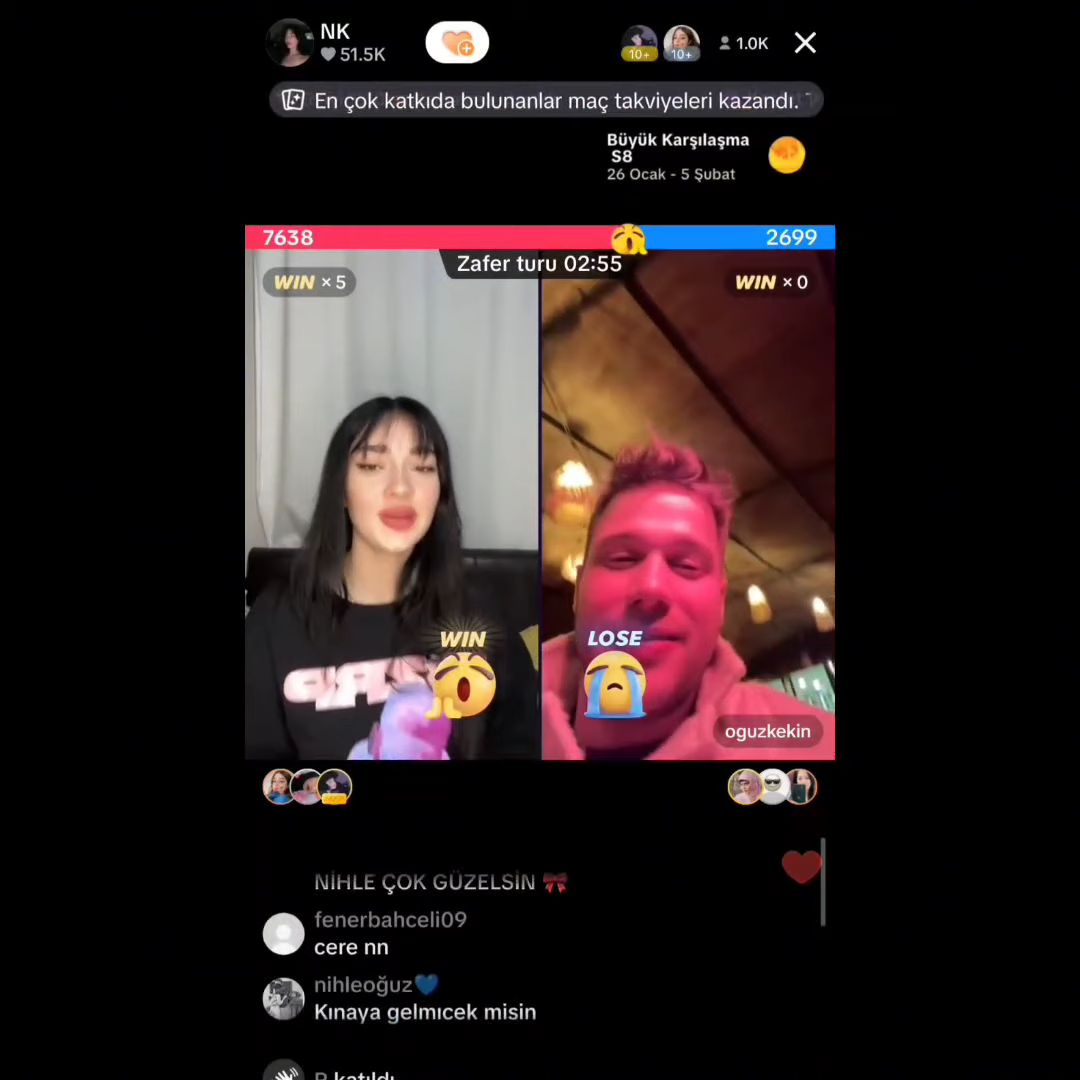 NK
51.5K
10+
10+
1.0K
En çok katkıda bulunanlar maç takviyeleri kazandı.
Büyük Karşılaşma
S8
26 Ocak - 5 Şubat
7638
2699
Zafer turu 02:55
WIN × 5
WIN × 0
WIN
LOSE
oguzkekin
NİHLE ÇOK GÜZELSİN 🎀
fenerbahceli09
cere nn
nihleoğuz💙
Kınaya gelmıcek misin
katıldı